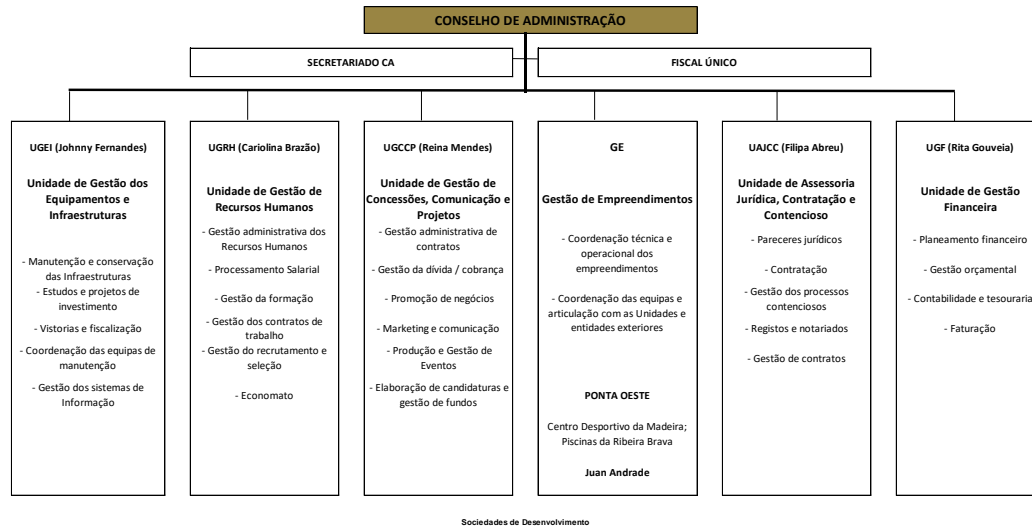 CONSELHO DE ADMINISTRAÇÃO
SECRETARIADO CA
FISCAL ÚNICO
UGEI (Johnny Fernandes)
Unidade de Gestão dos
Equipamentos e
Infraestruturas
- Manutenção e conservação
das Infraestruturas
- Estudos e projetos de
investimento
- Vistorias e fiscalização
- Coordenação das equipas de
manutenção
- Gestão dos sistemas de
Informação
UGRH (Cariolina Brazão)
Unidade de Gestão de
Recursos Humanos
- Gestão administrativa dos
Recursos Humanos
- Processamento Salarial
- Gestão da formação
- Gestão dos contratos de
trabalho
- Gestão do recrutamento e
seleção
- Economato
UGCCP (Reina Mendes)
Unidade de Gestão de
Concessões, Comunicação e
Projetos
- Gestão administrativa de
contratos
- Gestão da dívida / cobrança
- Promoção de negócios
- Marketing e comunicação
- Produção e Gestão de
Eventos
- Elaboração de candidaturas e
gestão de fundos
GE
Gestão de Empreendimentos
- Coordenação técnica e
operacional dos
empreendimentos
- Coordenação das equipas e
articulação com as Unidades e
entidades exteriores
PONTA OESTE
Centro Desportivo da Madeira;
Piscinas da Ribeira Brava
Juan Andrade
UAJCC (Filipa Abreu)
Unidade de Assessoria
Jurídica, Contratação e
Contencioso
- Pareceres jurídicos
- Contratação
- Gestão dos processos
contenciosos
- Registos e notariados
- Gestão de contratos
UGF (Rita Gouveia)
Unidade de Gestão
Financeira
- Planeamento financeiro
- Gestão orçamental
- Contabilidade e tesouraria
- Faturação
Sociedades de Desenvolvimento